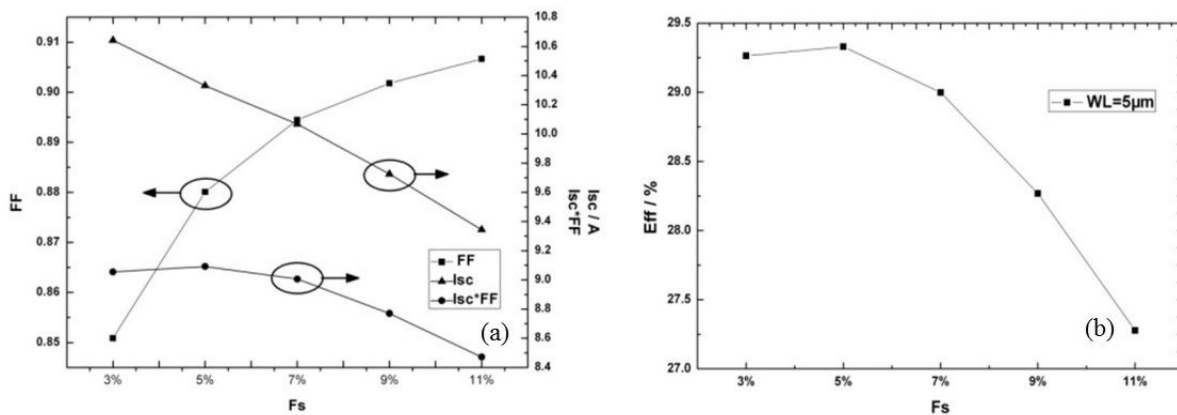 0.91
0.90
0.89
0.88
0.87
0.86
0.85
FF
10.8
10.6
10.4
10.2
10.0
9.8
9.6
9.4
9.2
9.0
8.8
8.6
8.4
Isc / A
Isc*FF
FF
Isc
Isc*FF
(a)
3% 5% 7% 9% 11%
Fs
29.5
29.0
28.5
28.0
27.5
27.0
Eff / %
WL=5μm
(b)
3% 5% 7% 9% 11%
Fs